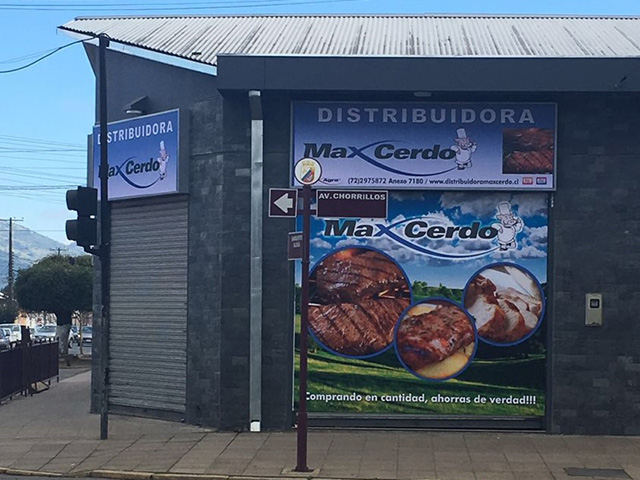 DISTRIBUIDORA
MaxCerdo
DISTRIBUIDORA
MaxCerdo
(72)2975872 Anexo 7180 / www.distribuidoramaxcerdo.cl
AV. CHORRILLOS
MaxCerdo
Comprando en cantidad, ahorras de verdad!!!